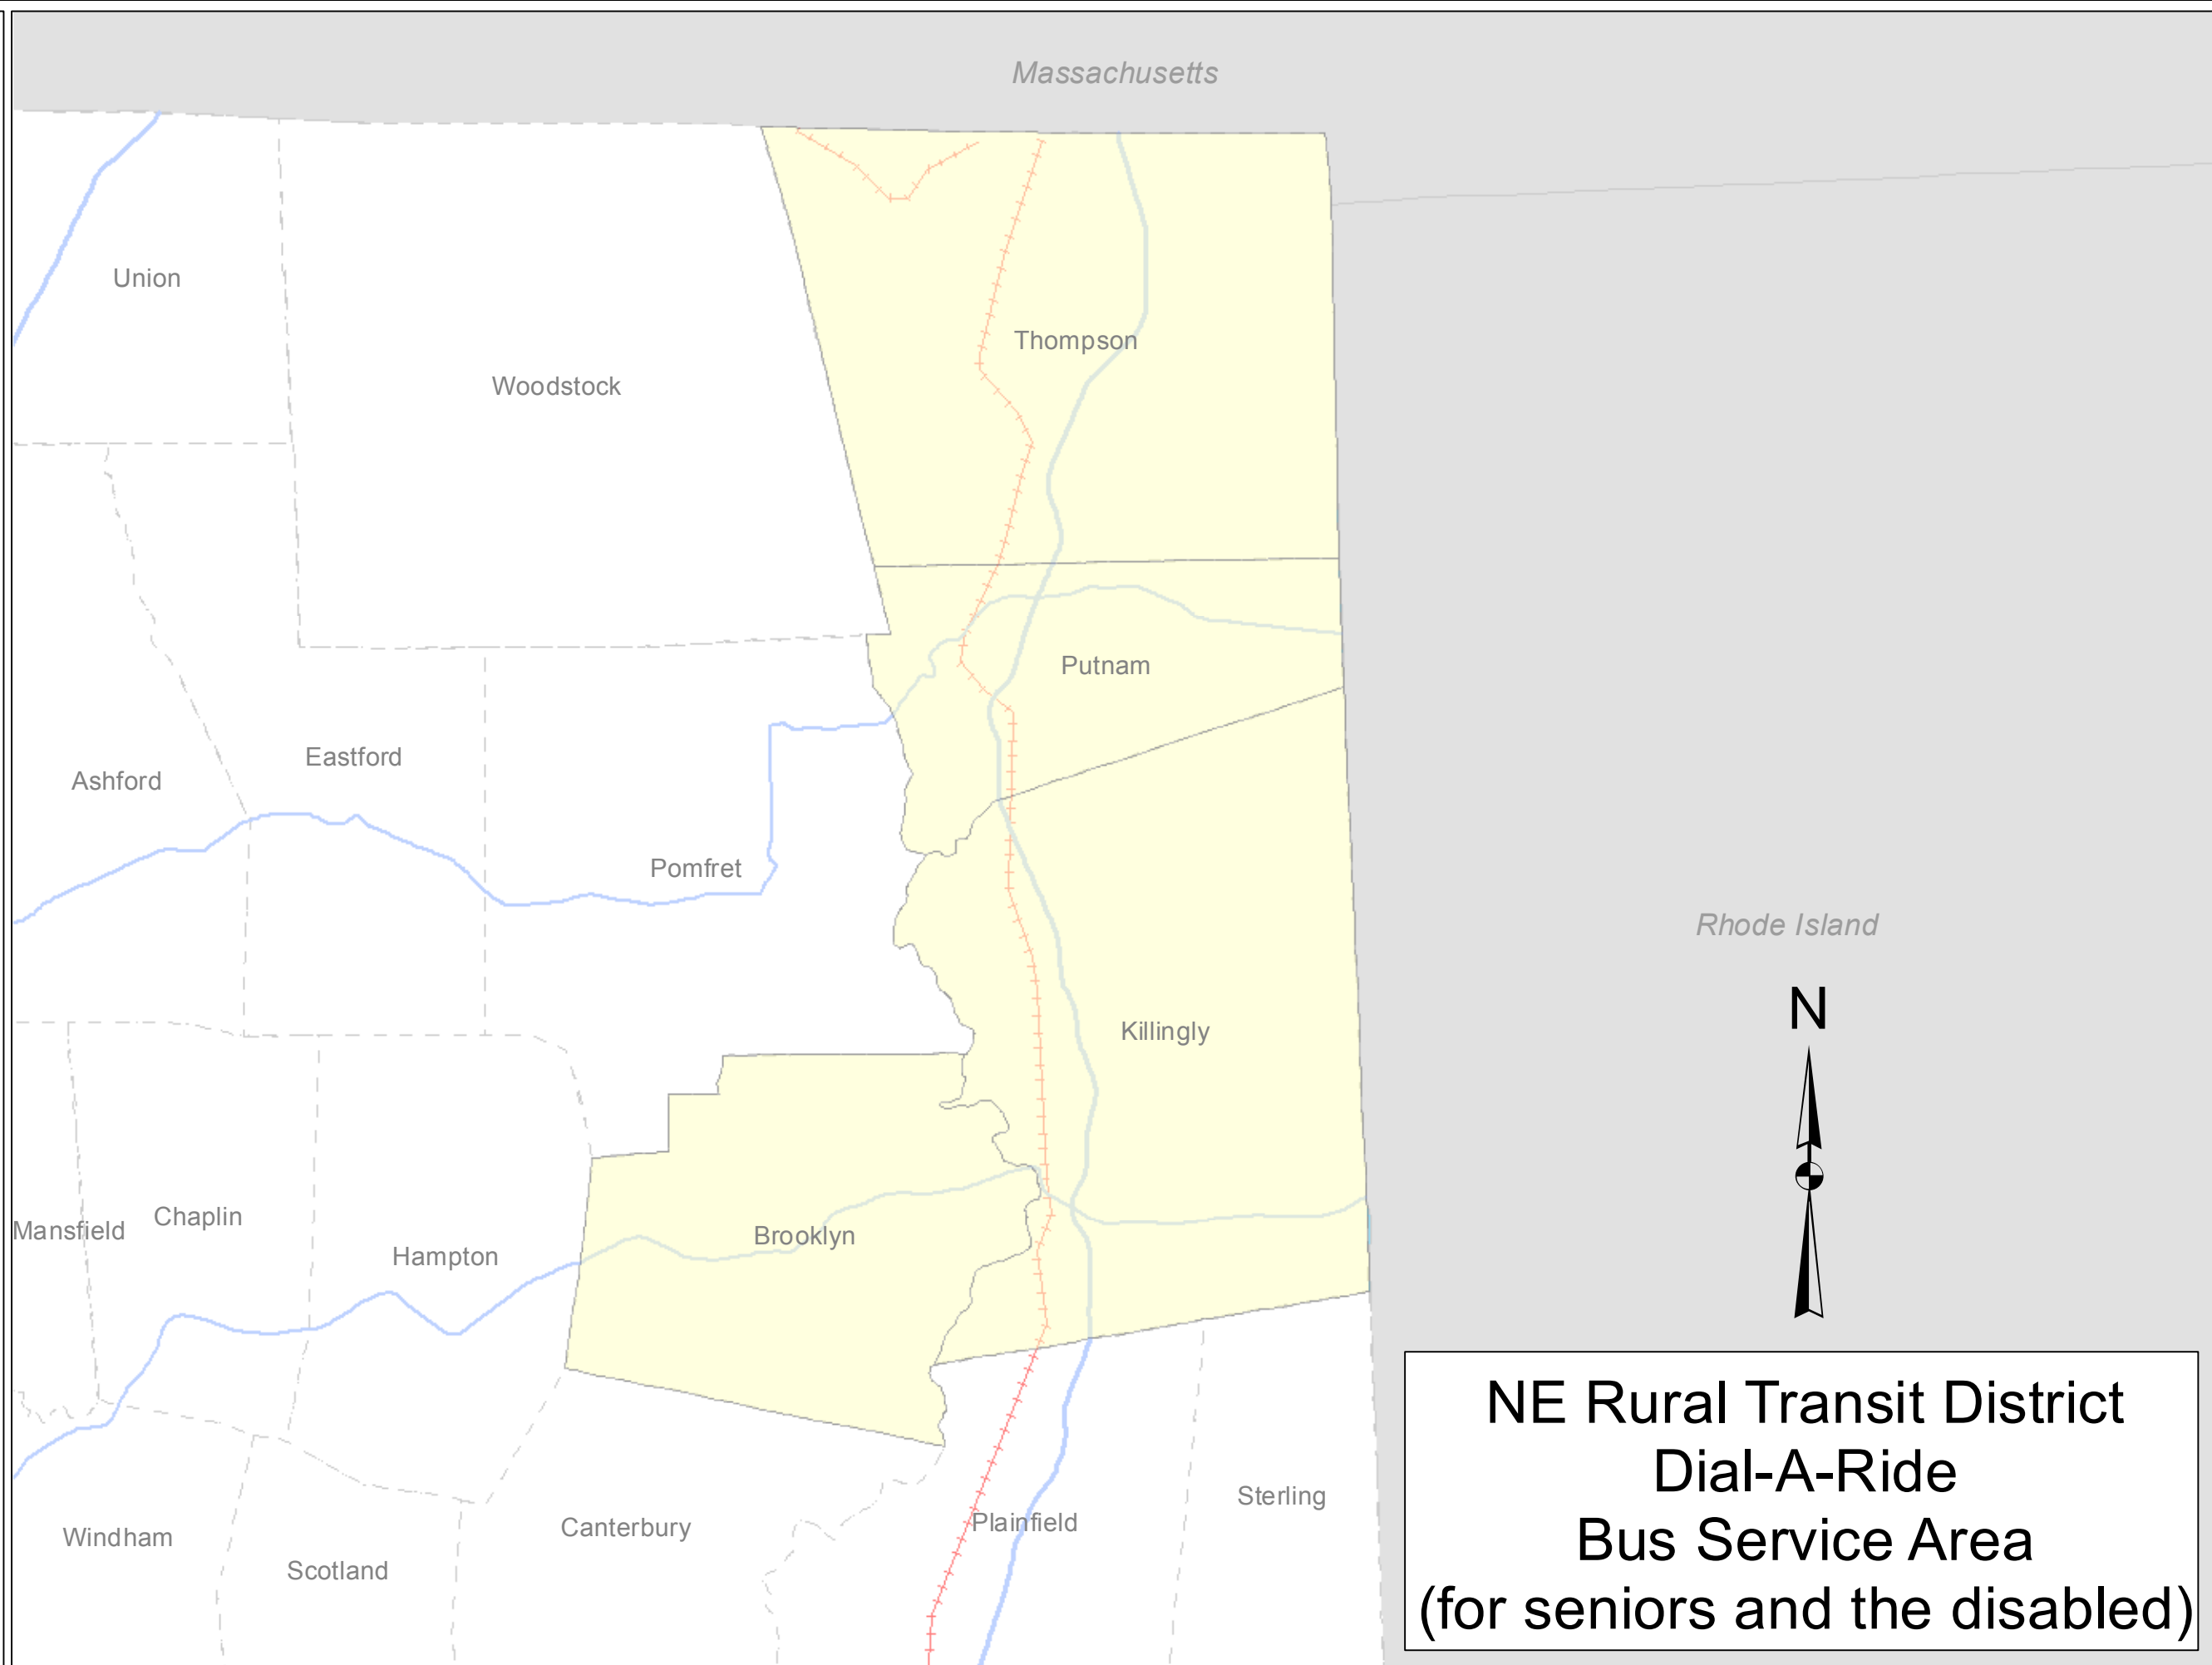 Massachusetts
Union
Thompson
Woodstock
Putnam
Eastford
Ashford
Pomfret
Rhode Island
N
Killingly
Chaplin
Mansfield
Brooklyn
Hampton
Sterling
Plainfield
Canterbury
Windham
Scotland
NE Rural Transit District
Dial-A-Ride
Bus Service Area
(for seniors and the disabled)